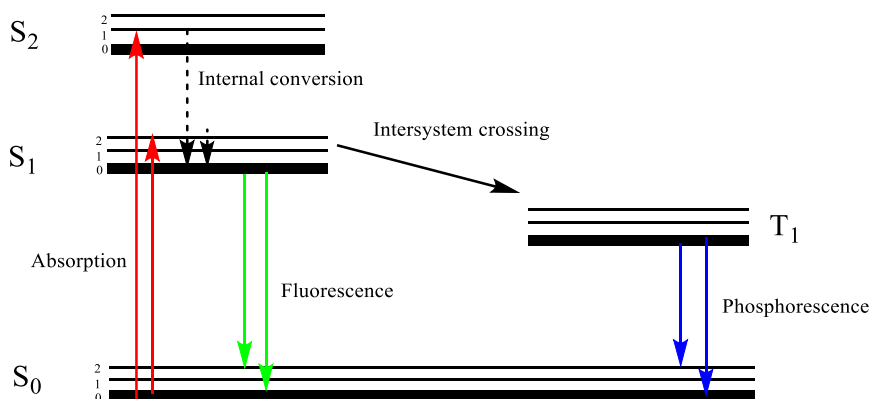 S2
2
1
0
Internal conversion
S1
2
1
0
Intersystem crossing
T1
Absorption
Fluorescence
Phosphorescence
S0
2
1
0